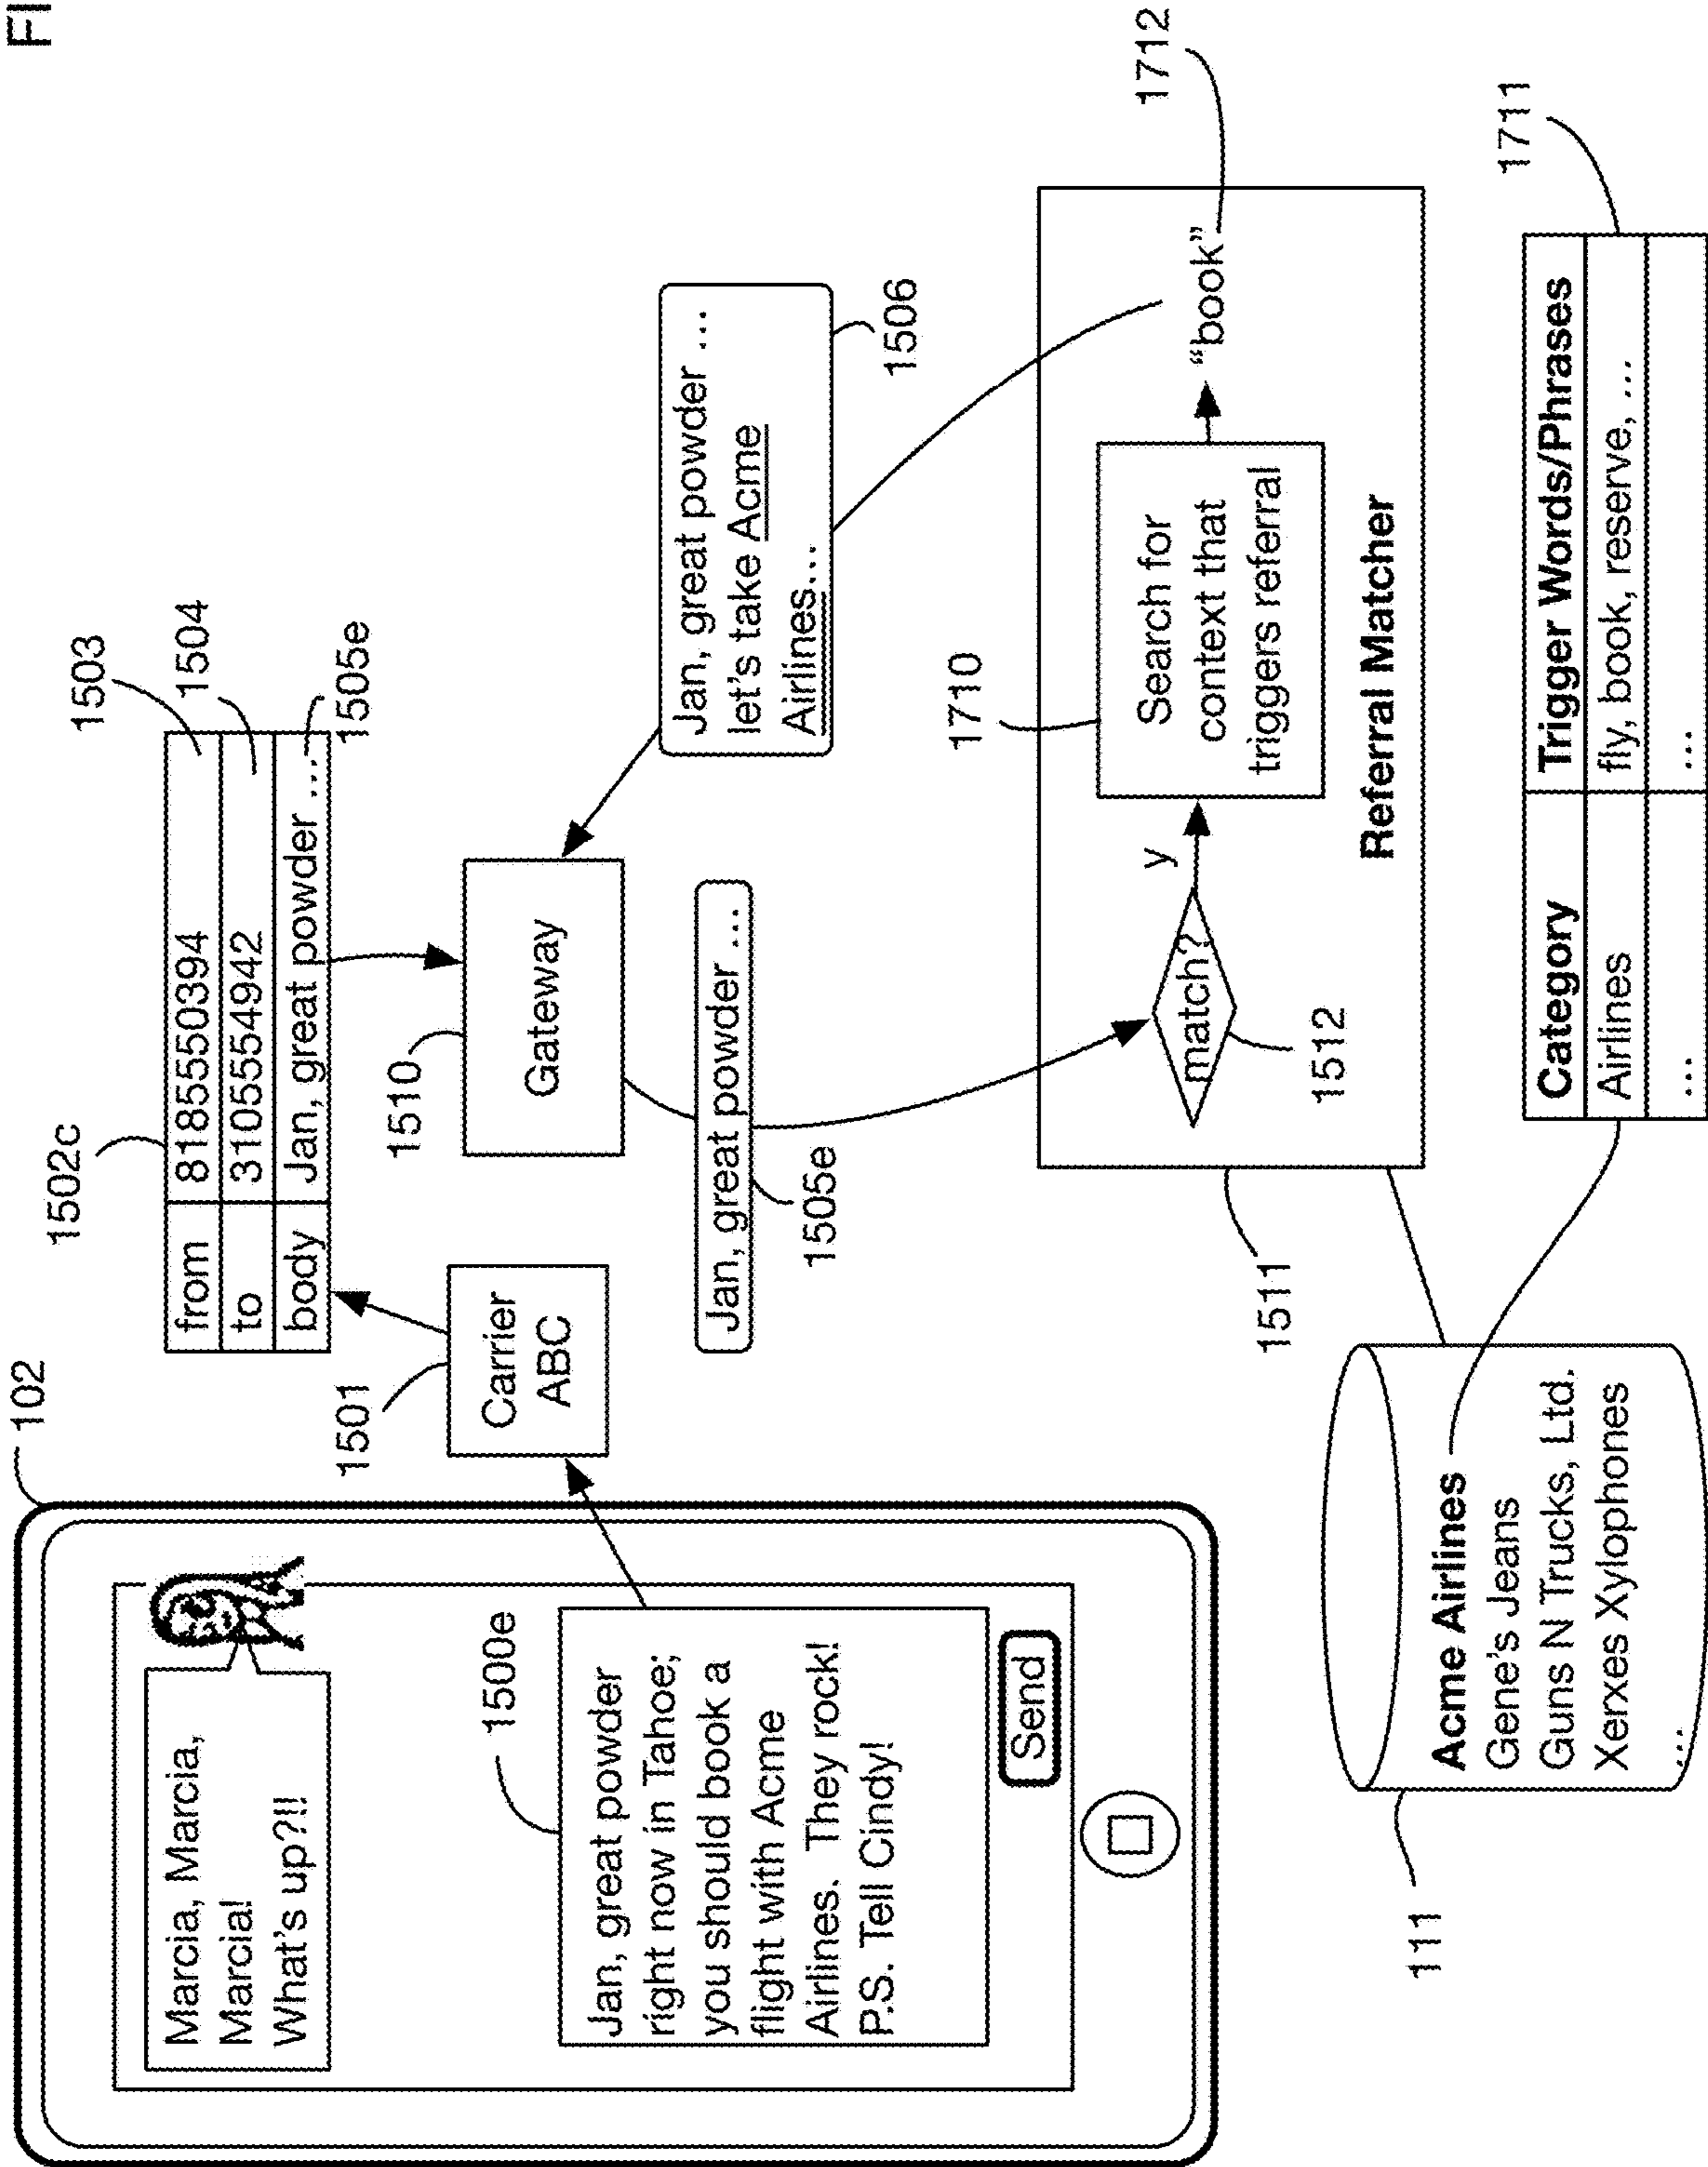 FI
102
Marcia, Marcia,
Marcia!
What's up?!!
1500e
Jan, great powder
right now in Tahoe;
you should book a
flight with Acme
Airlines. They rock!
P.S. Tell Cindy!
Send
1501
Carrier
ABC
1502c
from 8185550394
to 3105554942
body Jan, great powder ...
1503
1504
1505e
1510
Gateway
Jan, great powder ...
1505e
Jan, great powder ...
let's take Acme
Airlines...
1506
1511
match?
1512
y
1710
Search for
context that
triggers referral
"book"
1712
Referral Matcher
111
Acme Airlines
Gene's Jeans
Guns N Trucks, Ltd.
Xerxes Xylophones
...
1711
Category Trigger Words/Phrases
Airlines fly, book, reserve, ...
... ...